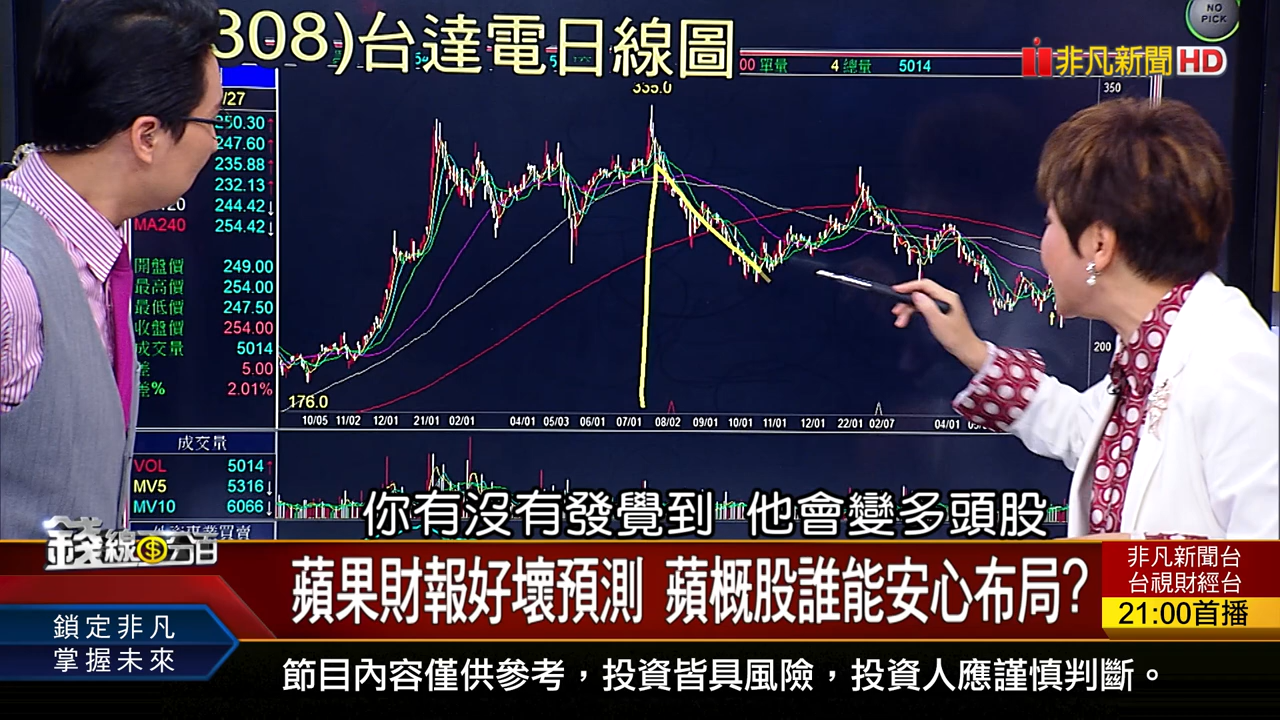 308)台達電日線圖
NO PICK
00 單量 4 總量 5014
非凡新聞HD
335.0
350
/27
250.30
247.60
235.88
232.13
244.42
MA240 254.42
開盤價 249.00
最高價 254.00
最低價 247.50
收盤價 254.00
成交量 5014
差 5.00
差% 2.01%
200
176.0
10/05 11/02 12/01 21/01 02/01 04/01 05/03 06/01 07/01 08/02 09/01 10/01 11/01 12/01 22/01 02/07 04/01
成交量
VOL 5014
MV5 5316
MV10 6066
你有沒有發覺到 他會變多頭股
錢線百分百
蘋果財報好壞預測 蘋概股誰能安心布局?
非凡新聞台
台視財經台
21:00首播
鎖定非凡
掌握未來
節目內容僅供參考，投資皆具風險，投資人應謹慎判斷。